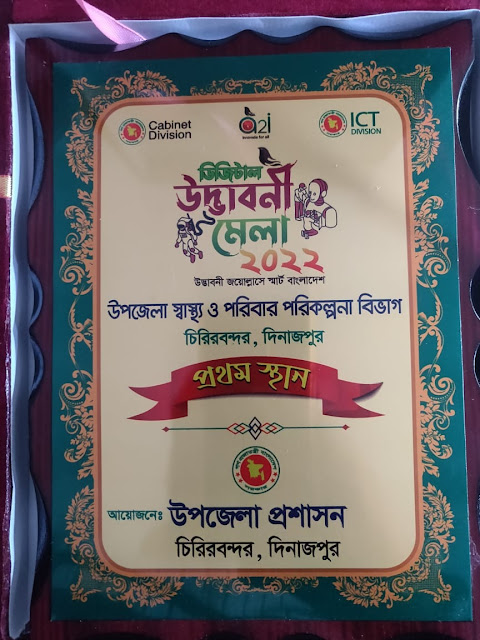 Cabinet Division
a2i
ICT DIVISION
ডিজিটাল
উদ্ভাবনী
মেলা
২০২২
উদ্ভাবনী জয়োল্লাসে স্মার্ট বাংলাদেশ
উপজেলা স্বাস্থ্য ও পরিবার পরিকল্পনা বিভাগ
চিরিরবন্দর, দিনাজপুর
প্রথম স্থান
আয়োজনেঃ উপজেলা প্রশাসন
চিরিরবন্দর, দিনাজপুর